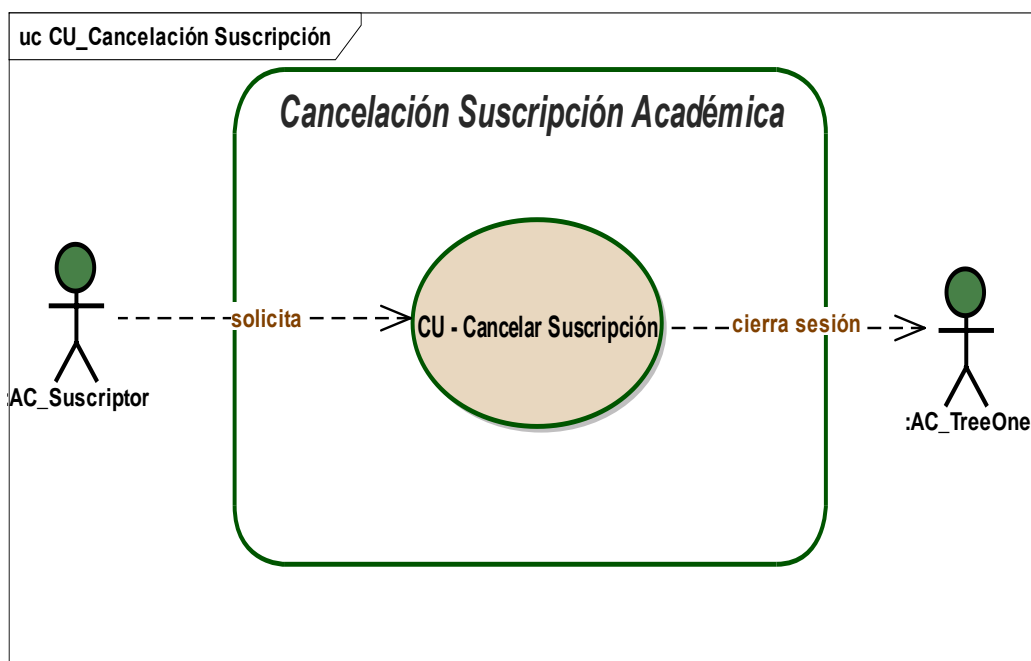 uc CU_Cancelación Suscripción
Cancelación Suscripción Académica
solicita
CU - Cancelar Suscripción
cierra sesión
:AC_Suscriptor
:AC_TreeOne